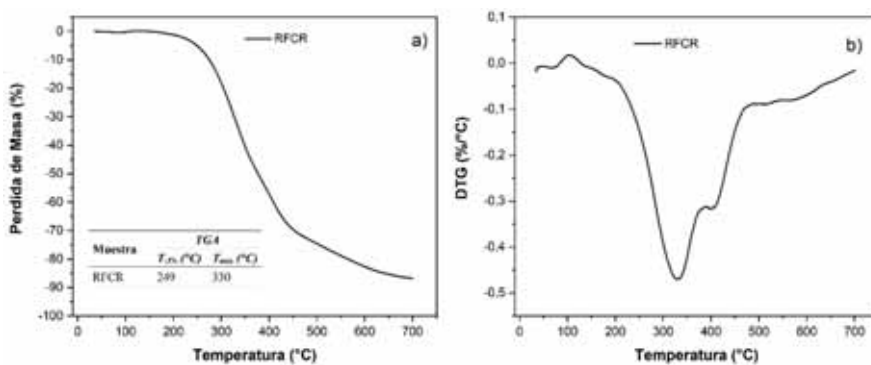 RFCR
a)
0
-10
-20
-30
-40
-50
-60
-70
-80
-90
-100
Perdida de Masa (%)
TGA
Muestra
T-5% (°C) Tmax (°C)
RFCR 249 330
0 100 200 300 400 500 600 700
Temperatura (°C)
RFCR
b)
0,1
0,0
-0,1
-0,2
-0,3
-0,4
-0,5
DTG (%/°C)
0 100 200 300 400 500 600 700
Temperatura (°C)